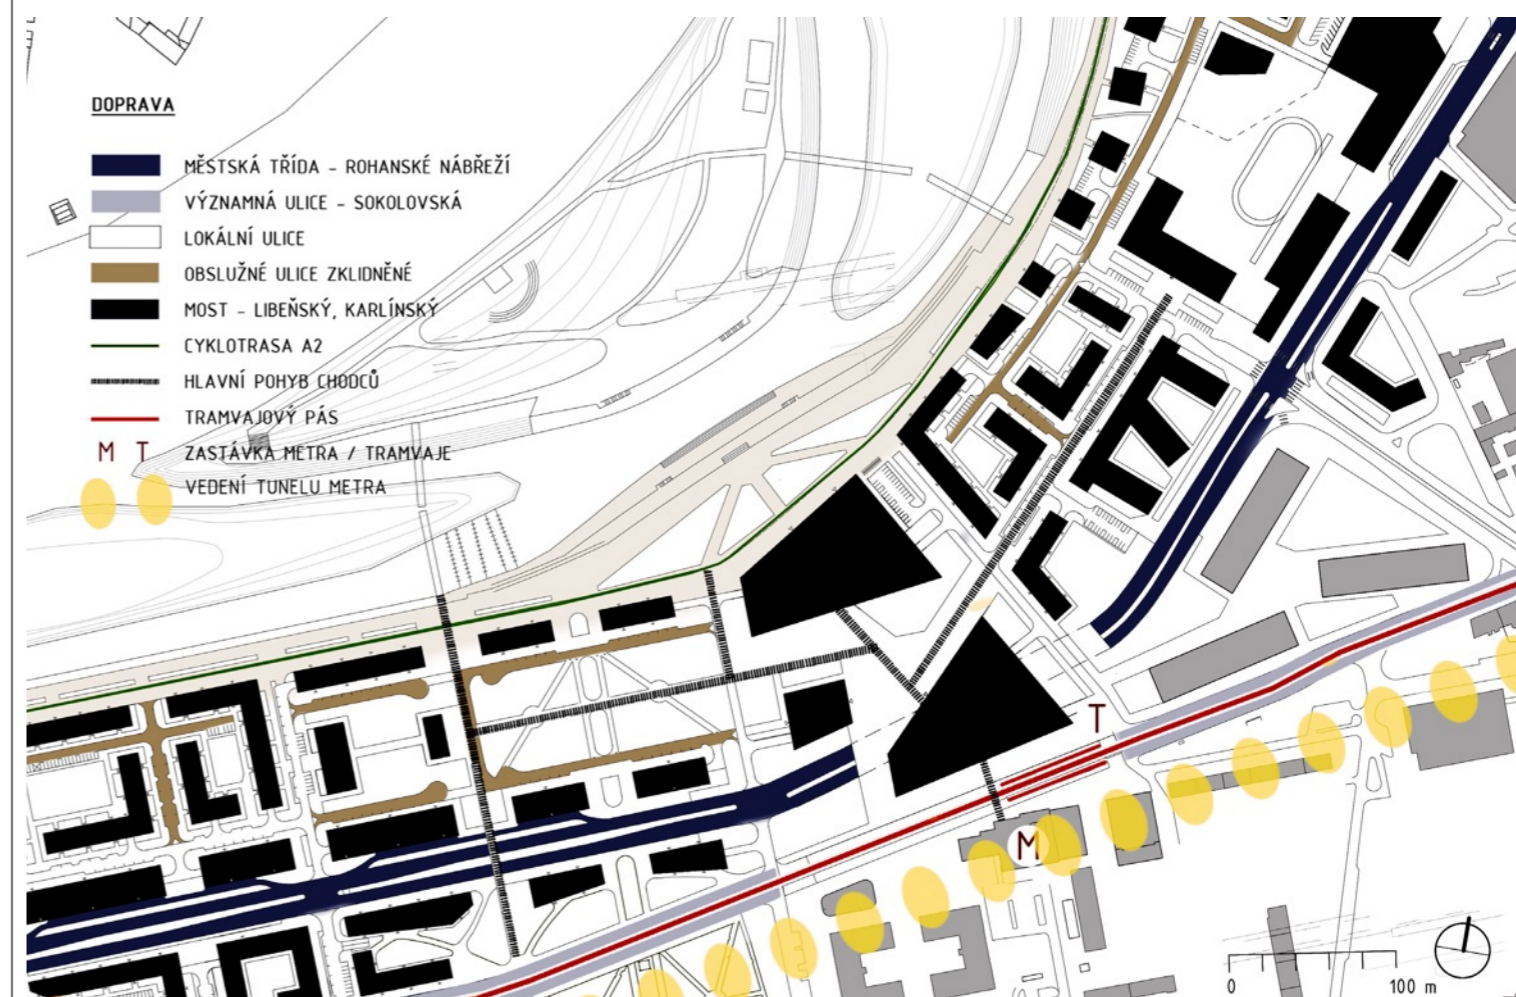 DOPRAVA
MĚSTSKÁ TŘÍDA - ROHANSKÉ NÁBŘEŽÍ
VÝZNAMNÁ ULICE - SOKOLOVSKÁ
LOKÁLNÍ ULICE
OBSLUŽNÉ ULICE ZKLIDNĚNÉ
MOST - LIBEŇSKÝ, KARLÍNSKÝ
CYKLOTRASA A2
HLAVNÍ POHYB CHODCŮ
TRAMVAJOVÝ PÁS
M T ZASTÁVKA METRA / TRAMVAJE
VEDENÍ TUNELU METRA
T
M
0 100 m